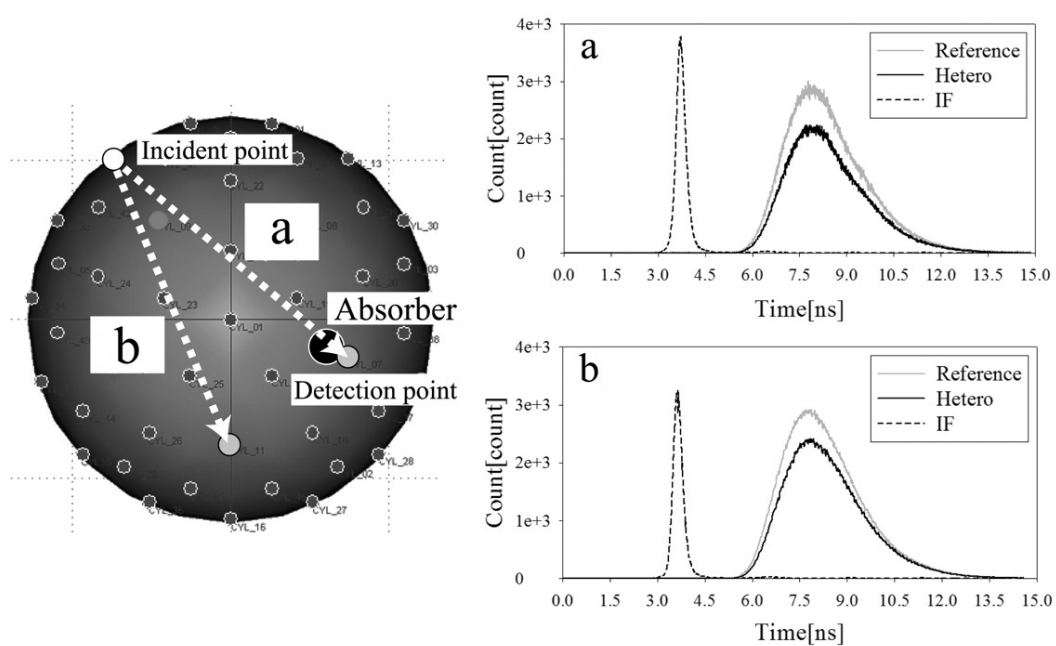 Incident point
a
b
Absorber
Detection point
CYL_22
CYL_30
CYL_03
CYL_24
CYL_23
CYL_01
CYL_07
CYL_25
CYL_26
CYL_11
CYL_28
CYL_02
CYL_27
CYL_16
a
Reference
Hetero
IF
Count[count]
4e+3
3e+3
2e+3
1e+3
0
0.0 1.5 3.0 4.5 6.0 7.5 9.0 10.5 12.0 13.5 15.0
Time[ns]
b
Reference
Hetero
IF
Count[count]
4e+3
3e+3
2e+3
1e+3
0
0.0 1.5 3.0 4.5 6.0 7.5 9.0 10.5 12.0 13.5 15.0
Time[ns]